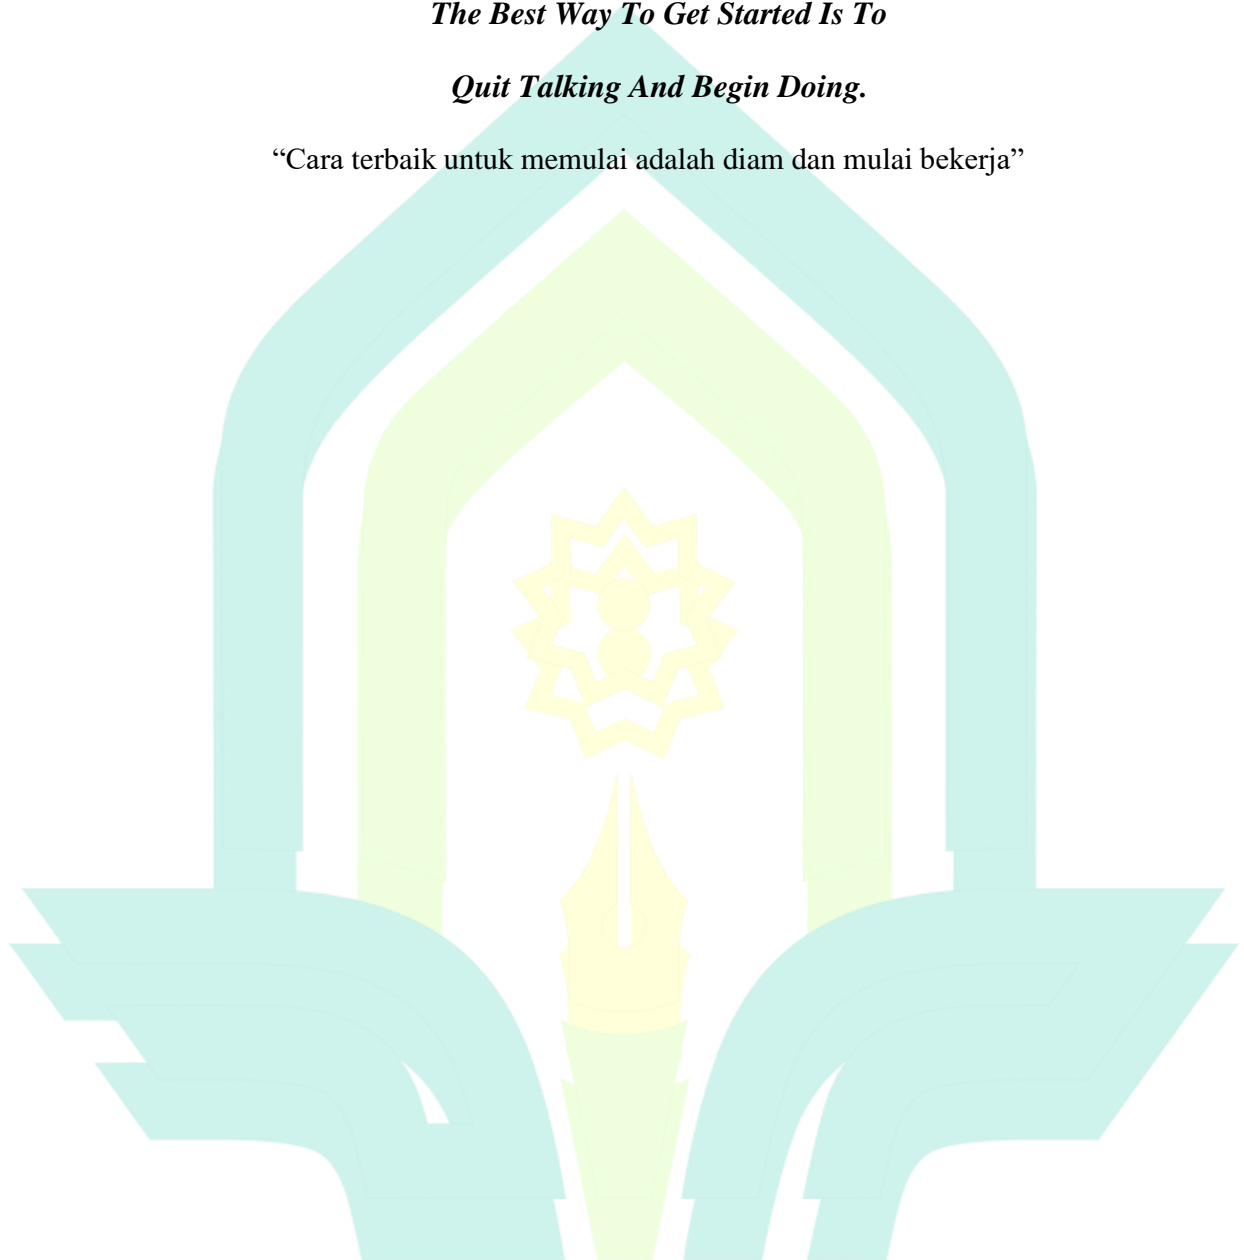 The Best Way To Get Started Is To
Quit Talking And Begin Doing.
“Cara terbaik untuk memulai adalah diam dan mulai bekerja”